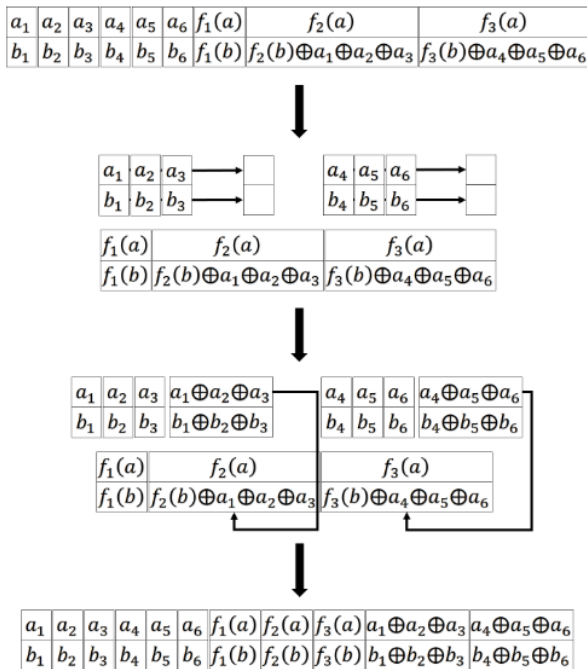 a₁ a₂ a₃ a₄ a₅ a₆ f₁(a) f₂(a) f₃(a)
b₁ b₂ b₃ b₄ b₅ b₆ f₁(b) f₂(b)⊕a₁⊕a₂⊕a₃ f₃(b)⊕a₄⊕a₅⊕a₆
a₁ a₂ a₃ a₄ a₅ a₆
b₁ b₂ b₃ b₄ b₅ b₆
f₁(a) f₂(a) f₃(a)
f₁(b) f₂(b)⊕a₁⊕a₂⊕a₃ f₃(b)⊕a₄⊕a₅⊕a₆
a₁ a₂ a₃ a₁⊕a₂⊕a₃ a₄ a₅ a₆ a₄⊕a₅⊕a₆
b₁ b₂ b₃ b₁⊕b₂⊕b₃ b₄ b₅ b₆ b₄⊕b₅⊕b₆
f₁(a) f₂(a) f₃(a)
f₁(b) f₂(b)⊕a₁⊕a₂⊕a₃ f₃(b)⊕a₄⊕a₅⊕a₆
a₁ a₂ a₃ a₄ a₅ a₆ f₁(a) f₂(a) f₃(a) a₁⊕a₂⊕a₃ a₄⊕a₅⊕a₆
b₁ b₂ b₃ b₄ b₅ b₆ f₁(b) f₂(b) f₃(b) b₁⊕b₂⊕b₃ b₄⊕b₅⊕b₆